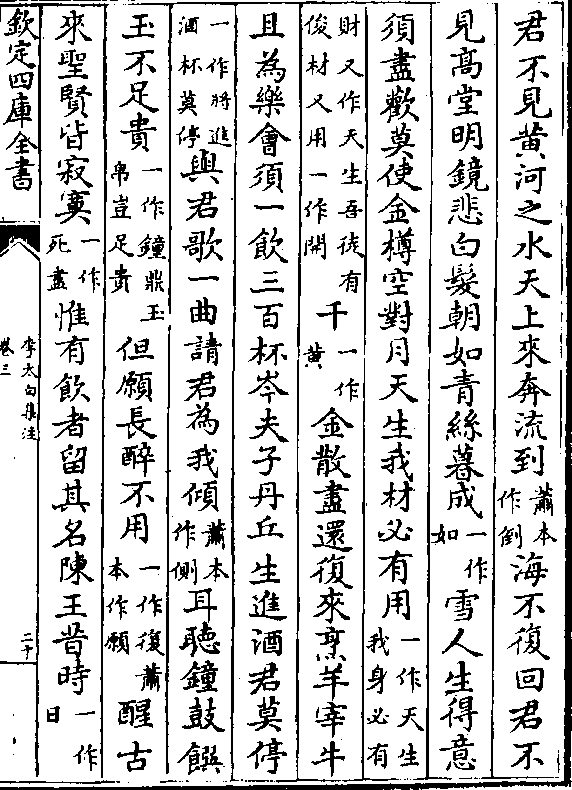 君不見黄河之水天上來奔流到蕭本作倒海不復回君不
見高堂明鏡悲白髮朝如青絲暮成一作如雪人生得意
須盡歡莫使金樽空對月天生我材必有用一作天生我身必有
財又作天生吾徒有俊材又用一作開千一作黄金散盡還復來烹羊宰牛
且為樂會須一飲三百杯岑夫子丹丘生進酒君莫停
一作將進酒杯莫停與君歌一曲請君為我傾蕭本作側耳聽鐘鼓饌
玉不足貴一作鐘鼎玉帛豈足貴但願長醉不用一作復蕭本作願醒古
來聖賢皆寂寞一作死盡惟有飲者留其名陳王昔時一作日
欽定四庫全書
李太白集注
卷三
二十